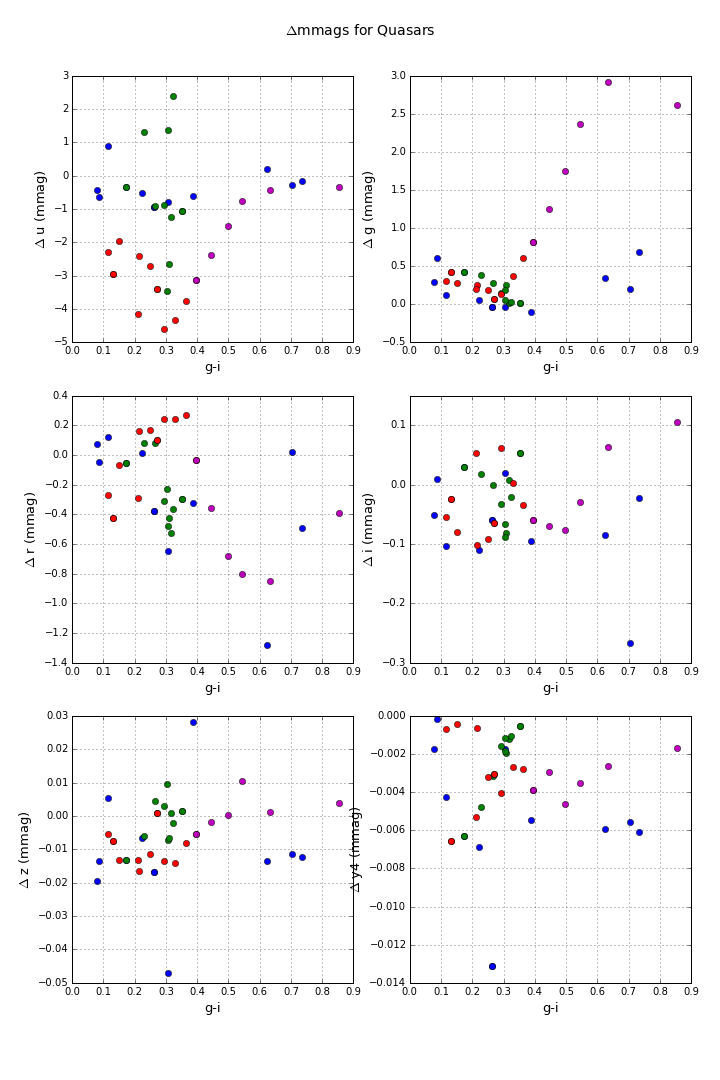 Δmmags for Quasars
3
2
1
0
−1
−2
−3
−4
−5
Δ u (mmag)
0.0 0.1 0.2 0.3 0.4 0.5 0.6 0.7 0.8 0.9
g-i
3.0
2.5
2.0
1.5
1.0
0.5
0.0
−0.5
Δ g (mmag)
0.0 0.1 0.2 0.3 0.4 0.5 0.6 0.7 0.8 0.9
g-i
0.4
0.2
0.0
−0.2
−0.4
−0.6
−0.8
−1.0
−1.2
−1.4
Δ r (mmag)
0.0 0.1 0.2 0.3 0.4 0.5 0.6 0.7 0.8 0.9
g-i
0.1
0.0
−0.1
−0.2
−0.3
Δ i (mmag)
0.0 0.1 0.2 0.3 0.4 0.5 0.6 0.7 0.8 0.9
g-i
0.03
0.02
0.01
0.00
−0.01
−0.02
−0.03
−0.04
−0.05
Δ z (mmag)
0.0 0.1 0.2 0.3 0.4 0.5 0.6 0.7 0.8 0.9
g-i
0.000
−0.002
−0.004
−0.006
−0.008
−0.010
−0.012
−0.014
Δ y4 (mmag)
0.0 0.1 0.2 0.3 0.4 0.5 0.6 0.7 0.8 0.9
g-i